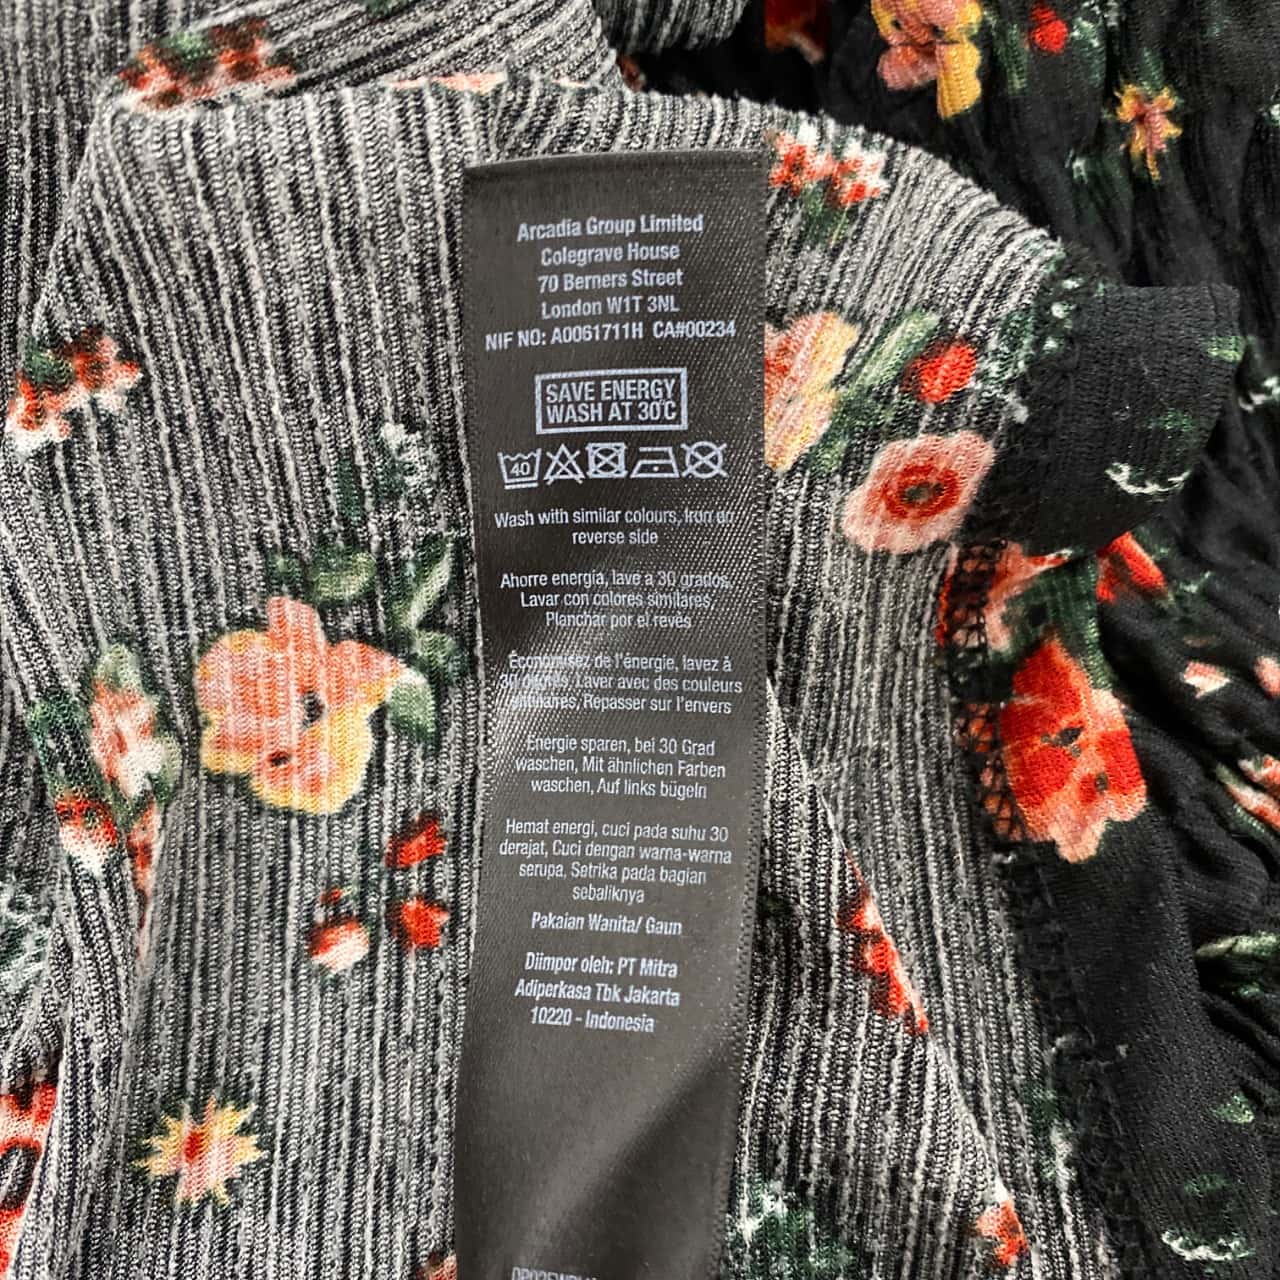 Arcadia Group Limited
Colegrave House
70 Berners Street
London W1T 3NL
NIF NO: A0061711H CA#00234
SAVE ENERGY
WASH AT 30°C
40
Wash with similar colours, Iron on
reverse side
Ahorre energia, lave a 30 grados,
Lavar con colores similares,
Planchar por el revés
Économisez de l'énergie, lavez à
30 degrés, Laver avec des couleurs
similaires, Repasser sur l'envers
Energie sparen, bei 30 Grad
waschen, Mit ähnlichen Farben
waschen, Auf links bügeln
Hemat energi, cuci pada suhu 30
derajat, Cuci dengan warna-warna
serupa, Setrika pada bagian
sebaliknya
Pakaian Wanita/ Gaun
Diimpor oleh: PT Mitra
Adiperkasa Tbk Jakarta
10220 - Indonesia